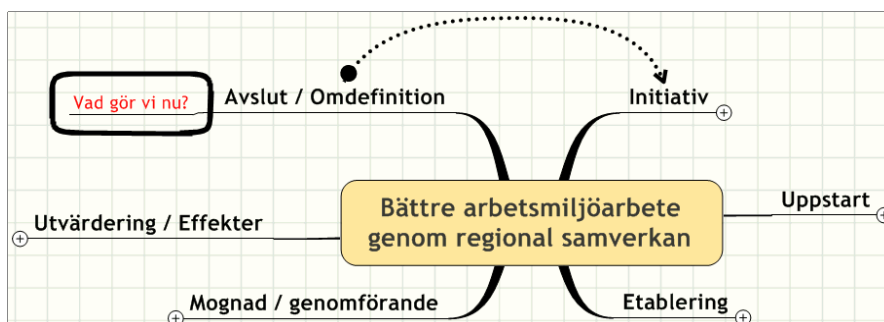 Vad gör vi nu?
Avslut / Omdefinition
Initiativ
Bättre arbetsmiljöarbete
genom regional samverkan
Uppstart
Utvärdering / Effekter
Mognad / genomförande
Etablering